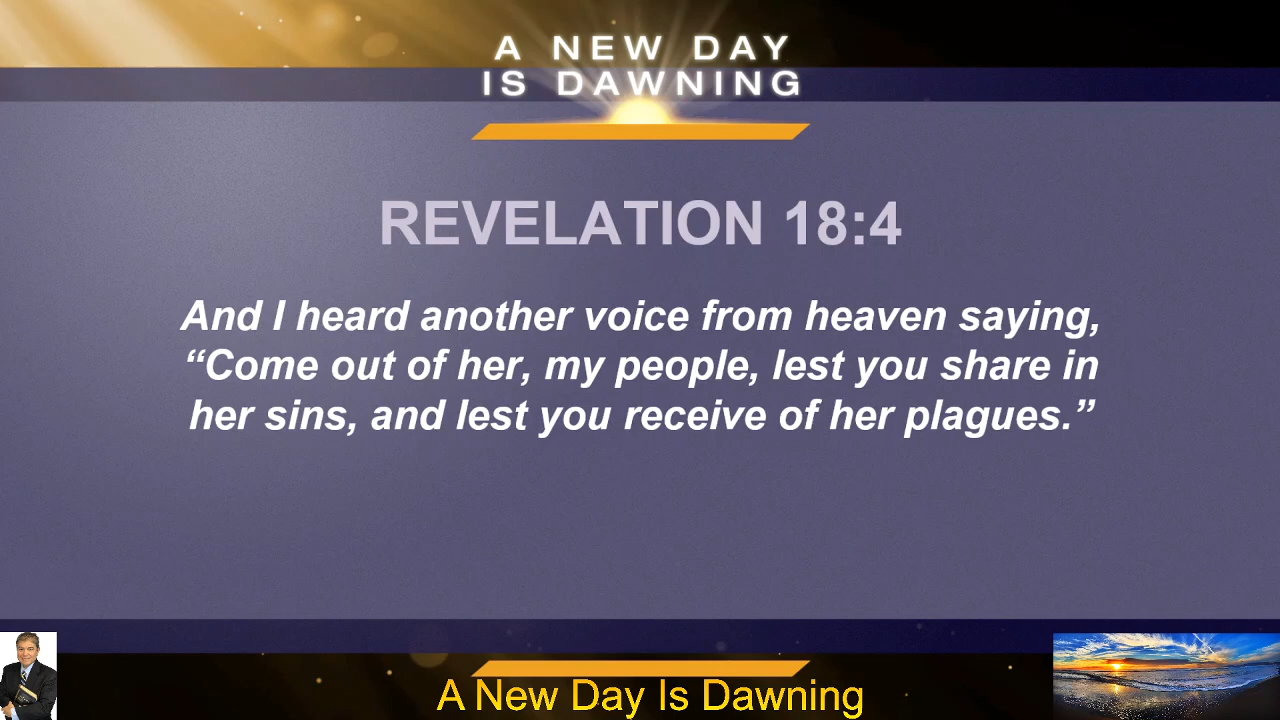 A NEW DAY
IS DAWNING
REVELATION 18:4
And I heard another voice from heaven saying,
“Come out of her, my people, lest you share in
her sins, and lest you receive of her plagues.”
A New Day Is Dawning